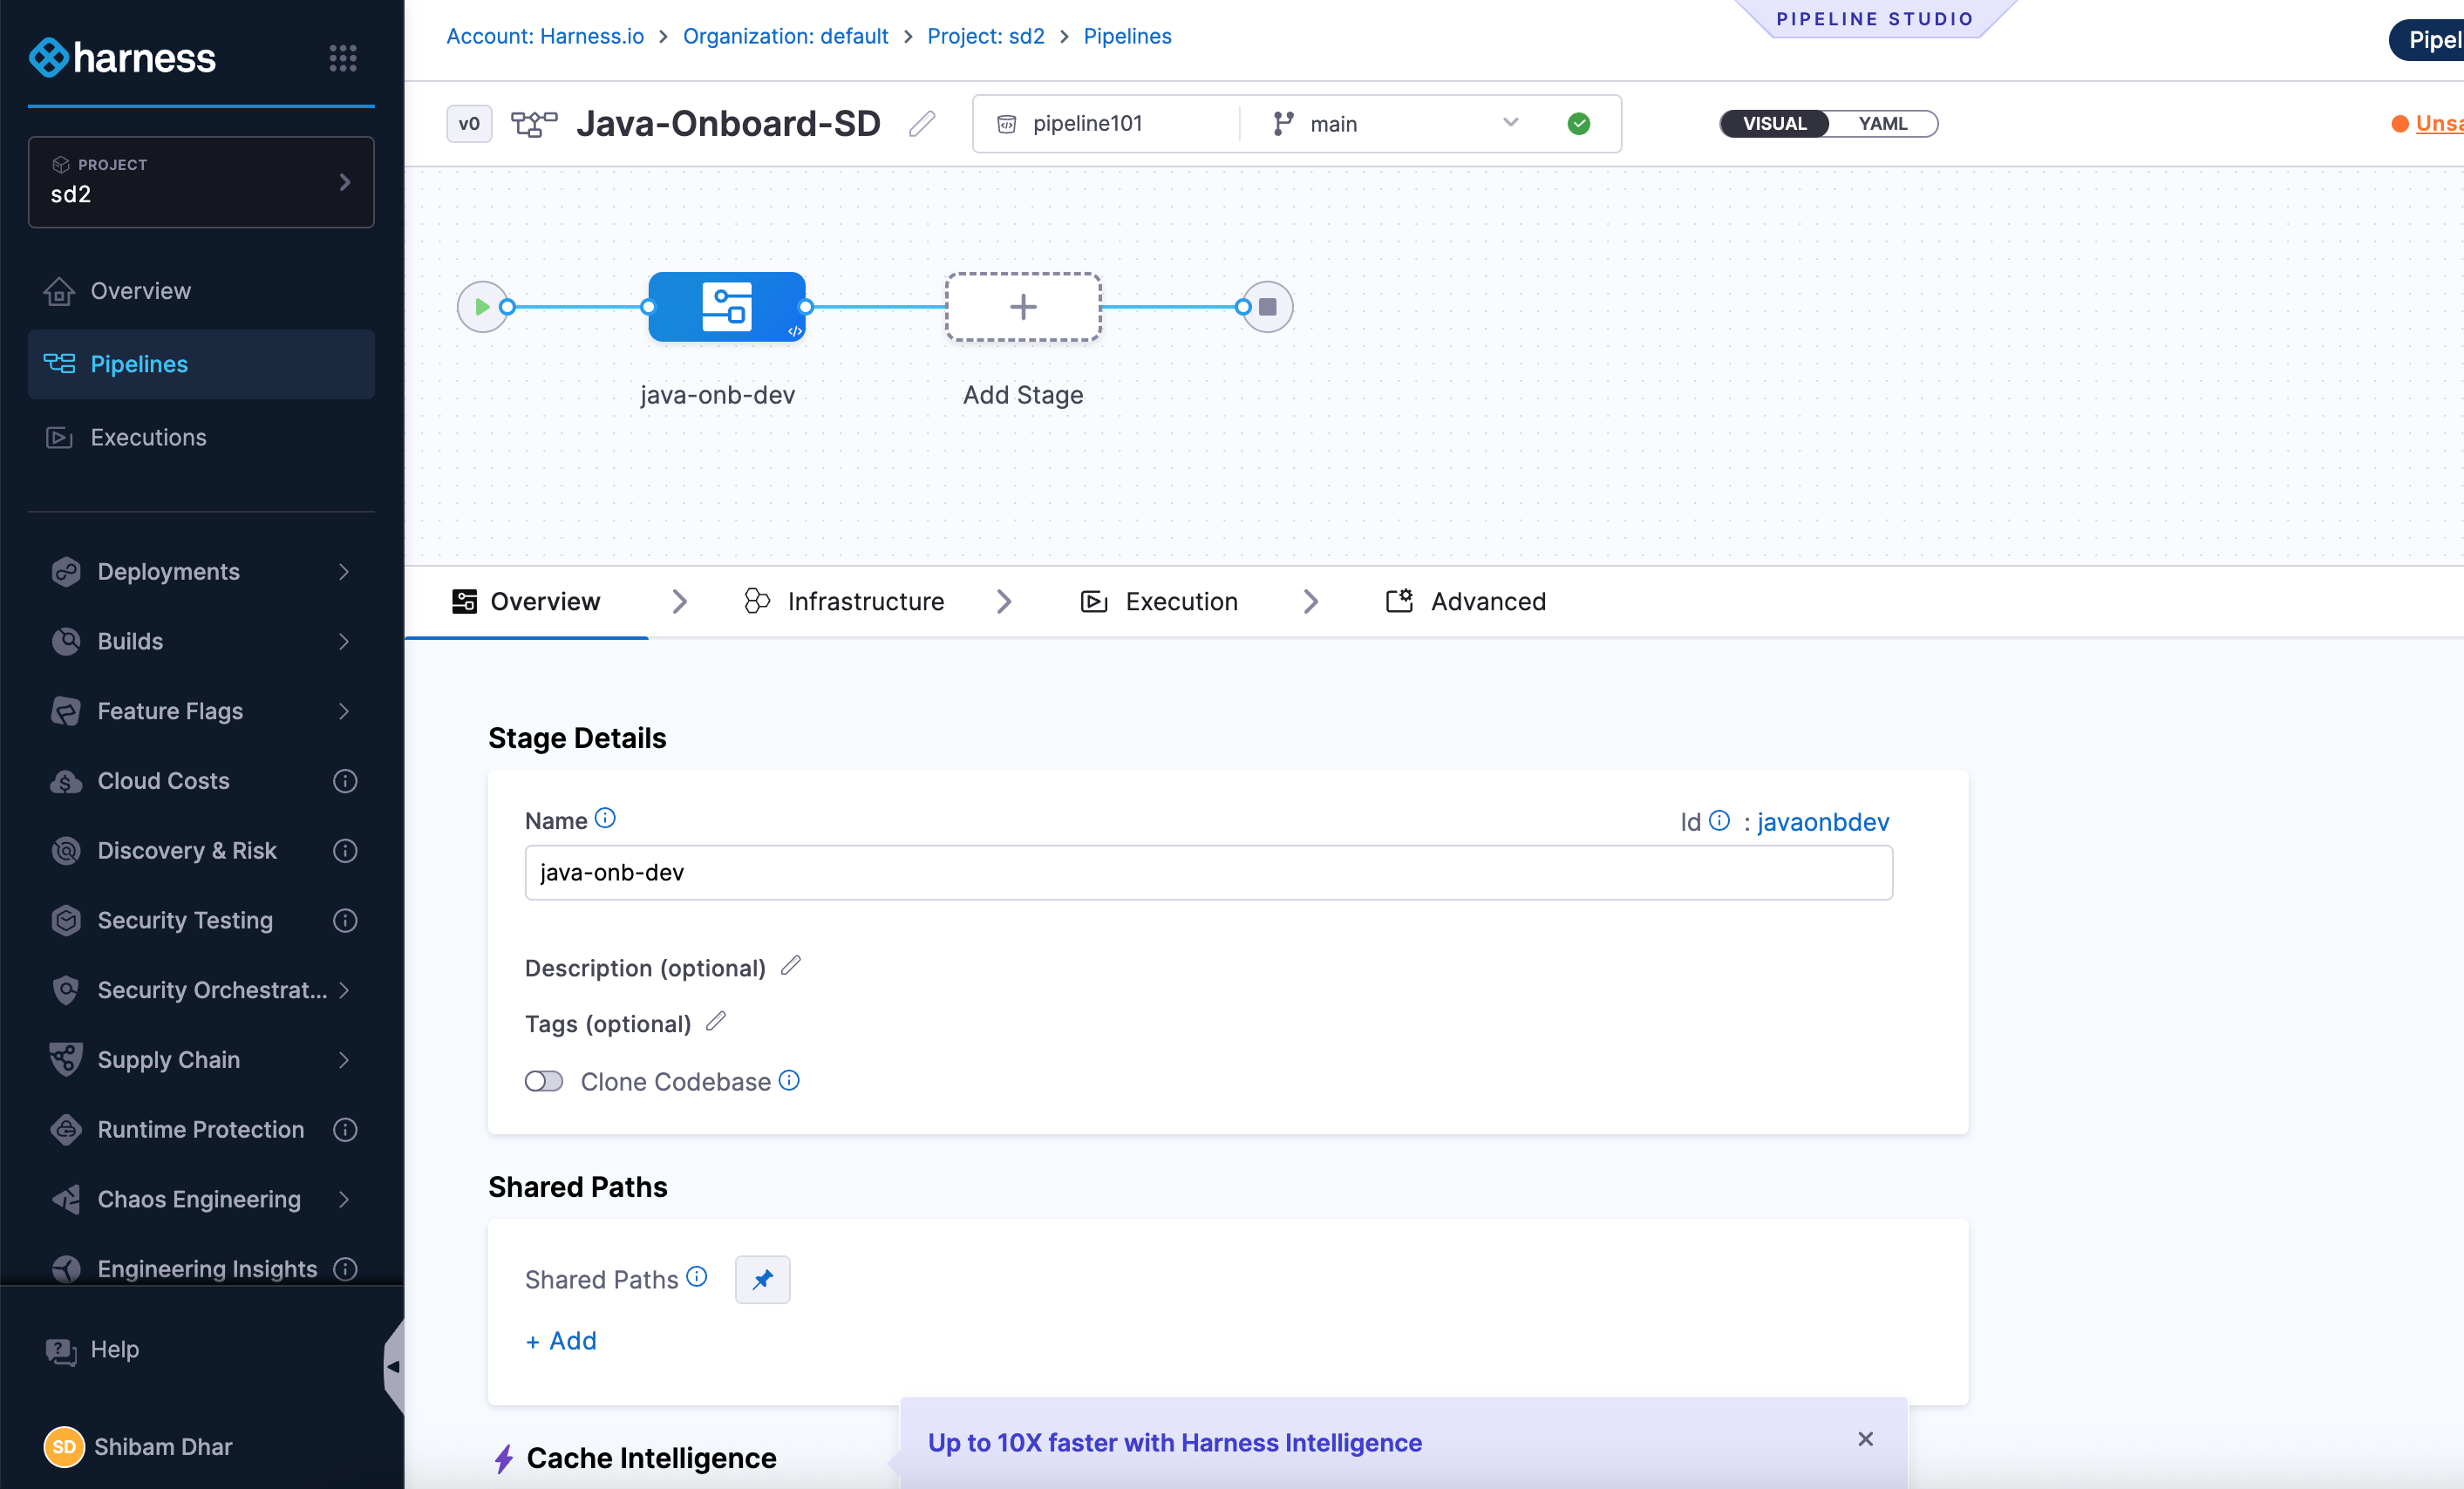 harness
PROJECT
sd2
Overview
Pipelines
Executions
Deployments
Builds
Feature Flags
Cloud Costs
Discovery & Risk
Security Testing
Security Orchestrat...
Supply Chain
Runtime Protection
Chaos Engineering
Engineering Insights
Help
SD Shibam Dhar
Account: Harness.io > Organization: default > Project: sd2 > Pipelines
PIPELINE STUDIO
Pipel
v0 Java-Onboard-SD pipeline101 main VISUAL YAML Unsa
java-onb-dev Add Stage
Overview Infrastructure Execution Advanced
Stage Details
Name Id : javaonbdev
java-onb-dev
Description (optional)
Tags (optional)
Clone Codebase
Shared Paths
Shared Paths
+ Add
Cache Intelligence
Up to 10X faster with Harness Intelligence